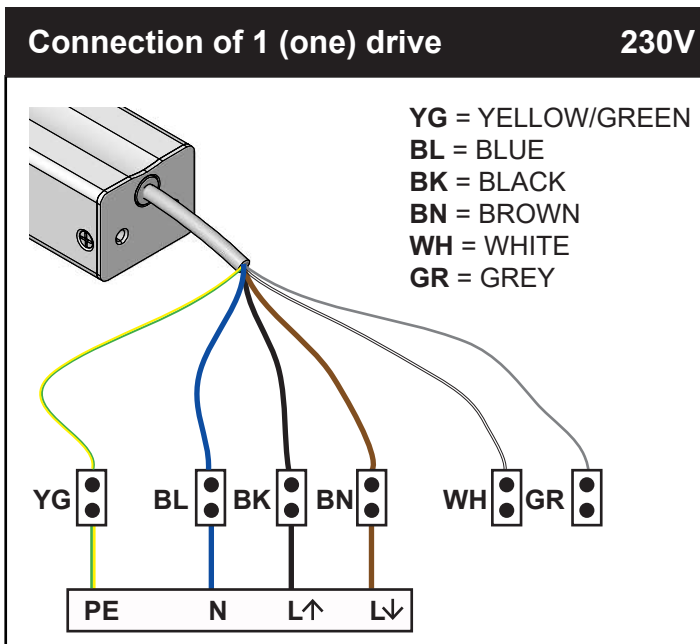 Connection of 1 (one) drive 230V
YG = YELLOW/GREEN
BL = BLUE
BK = BLACK
BN = BROWN
WH = WHITE
GR = GREY
YG BL BK BN WH GR
PE N L↑ L↓